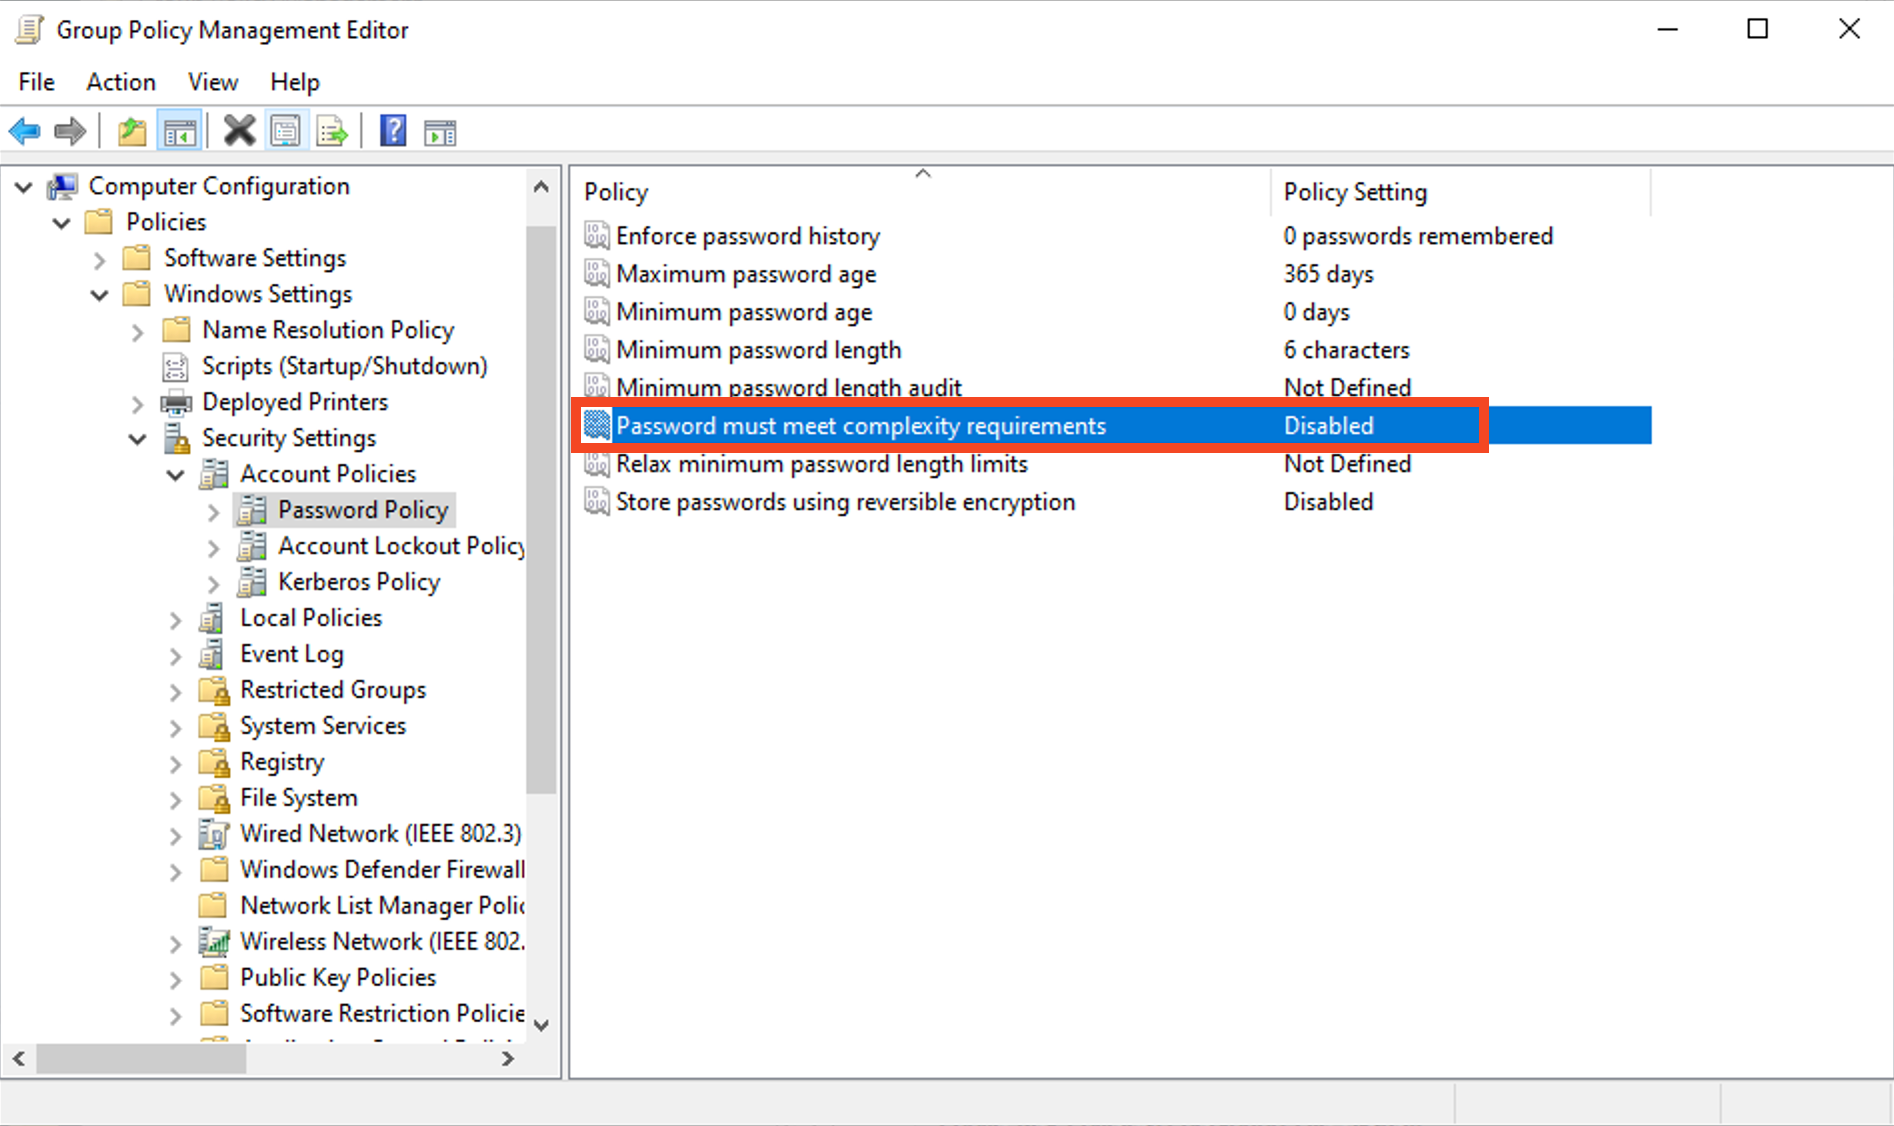 Group Policy Management Editor
File Action View Help
Computer Configuration
Policies
Software Settings
Windows Settings
Name Resolution Policy
Scripts (Startup/Shutdown)
Deployed Printers
Security Settings
Account Policies
Password Policy
Account Lockout Policy
Kerberos Policy
Local Policies
Event Log
Restricted Groups
System Services
Registry
File System
Wired Network (IEEE 802.3)
Windows Defender Firewall
Network List Manager Polic
Wireless Network (IEEE 802.
Public Key Policies
Software Restriction Policie
Policy Policy Setting
Enforce password history 0 passwords remembered
Maximum password age 365 days
Minimum password age 0 days
Minimum password length 6 characters
Minimum password length audit Not Defined
Password must meet complexity requirements Disabled
Relax minimum password length limits Not Defined
Store passwords using reversible encryption Disabled